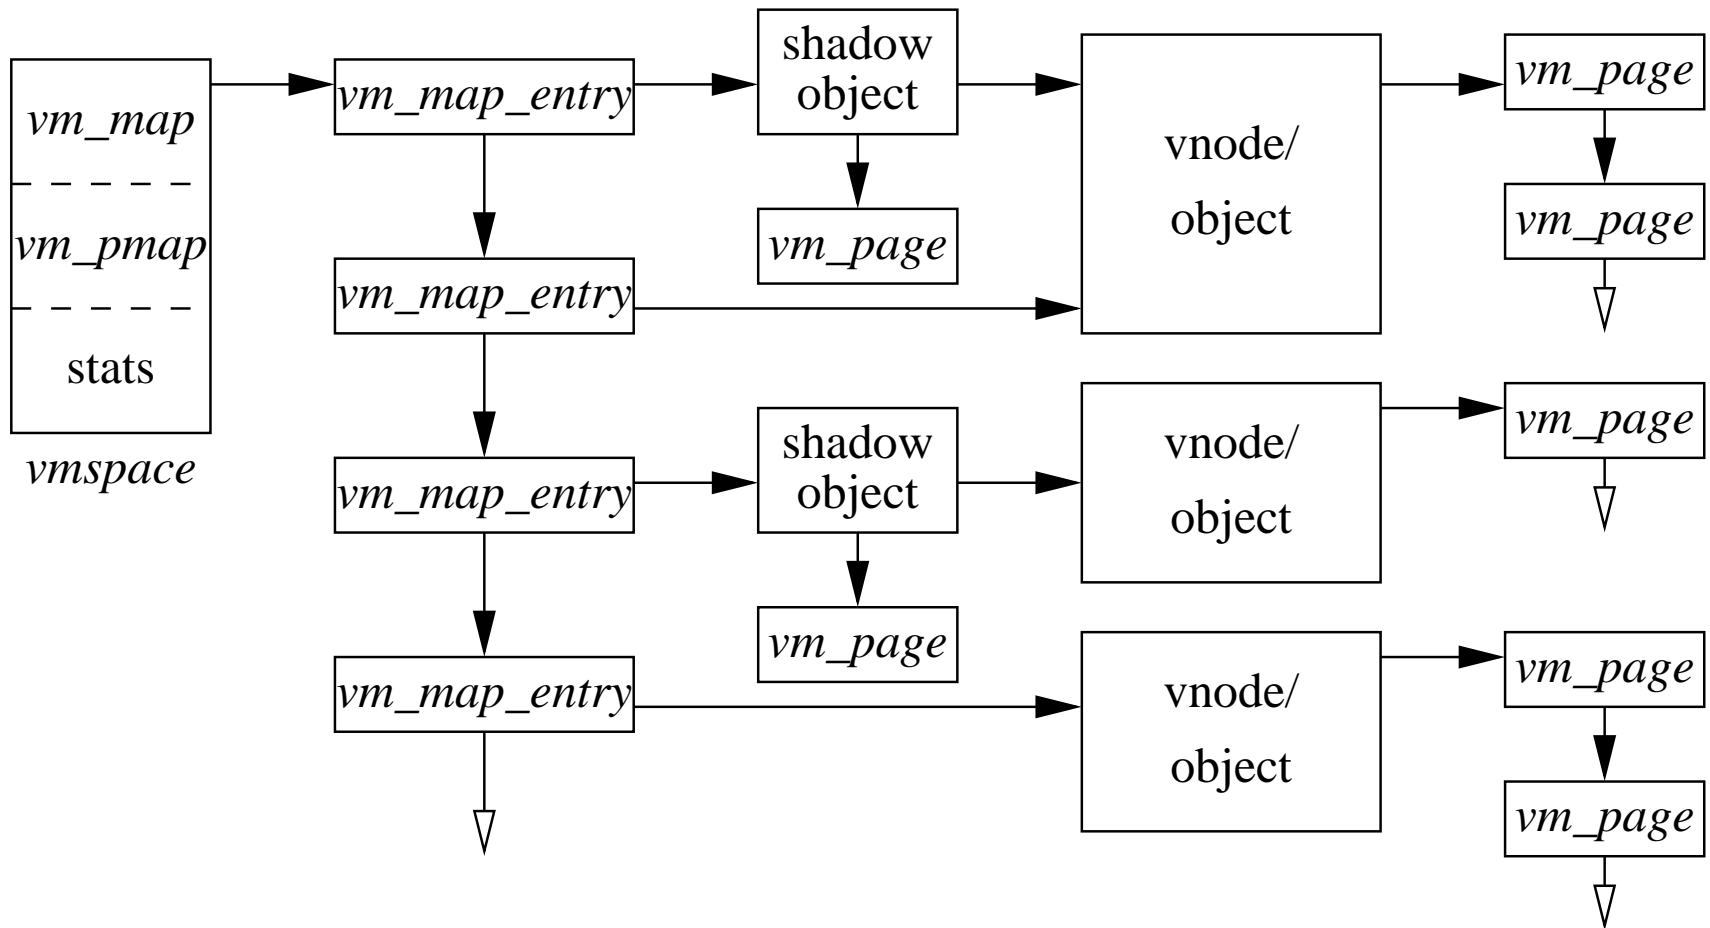 shadow
object
vm_page
vm_map
vm_map_entry
vnode/
object
vm_page
vm_pmap
vm_page
vm_map_entry
stats
vmspace
shadow
object
vnode/
object
vm_page
vm_map_entry
vm_page
vm_map_entry
vnode/
object
vm_page
vm_page